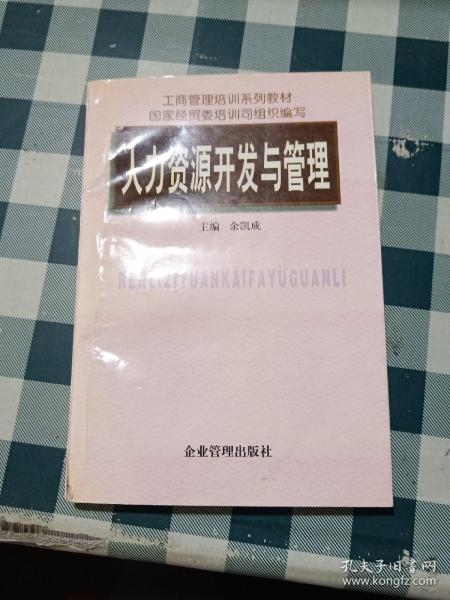 工商管理培训系列教材
国家经贸委培训司组织编写
人力资源开发与管理
主编 余凯成
RENLIZIYUANKAIFAYUGUANLI
企业管理出版社
孔夫子旧书网
www.kongfz.com